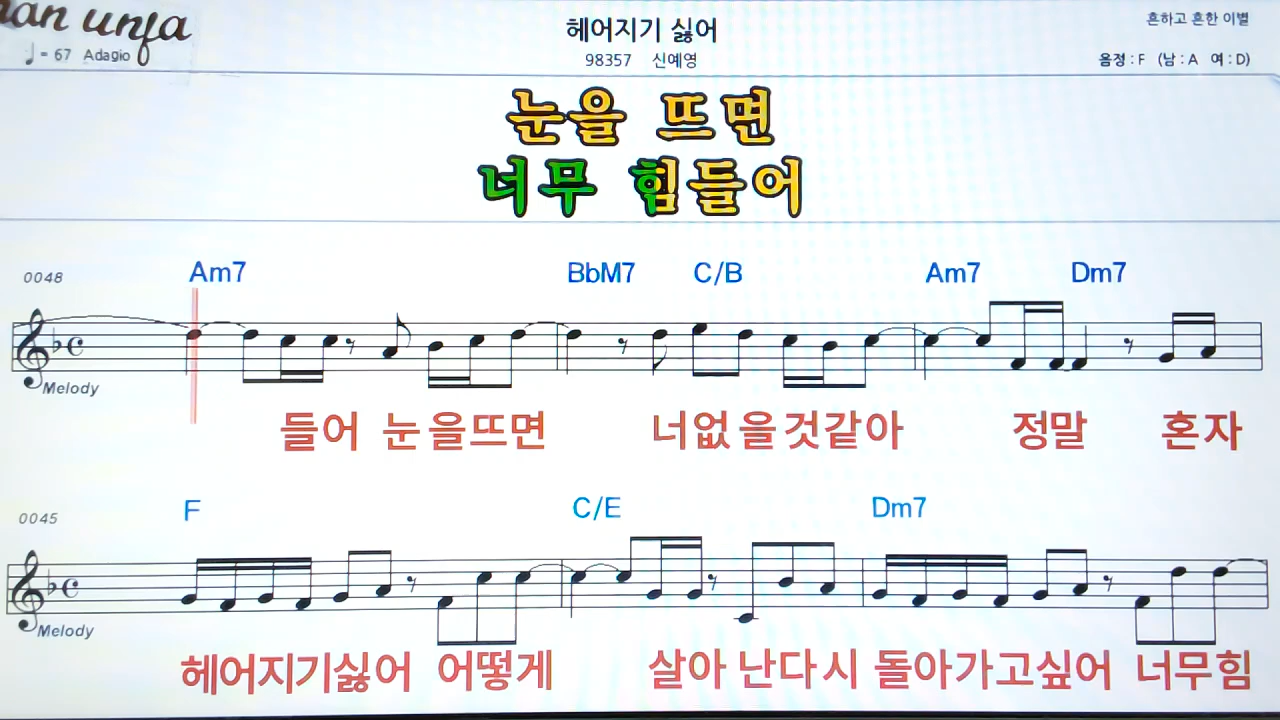 헤어지기 싫어
흔하고 흔한 이별
♩= 67 Adagio
98357 신예영
음정 : F (남 : A 여 : D)
눈을 뜨면
너무 힘들어
0048
Am7 BbM7 C/B Am7 Dm7
Melody
들어 눈을뜨면 너없을것같아 정말 혼자
0045
F C/E Dm7
Melody
헤어지기싫어 어떻게 살아 난다시 돌아가고싶어 너무힘